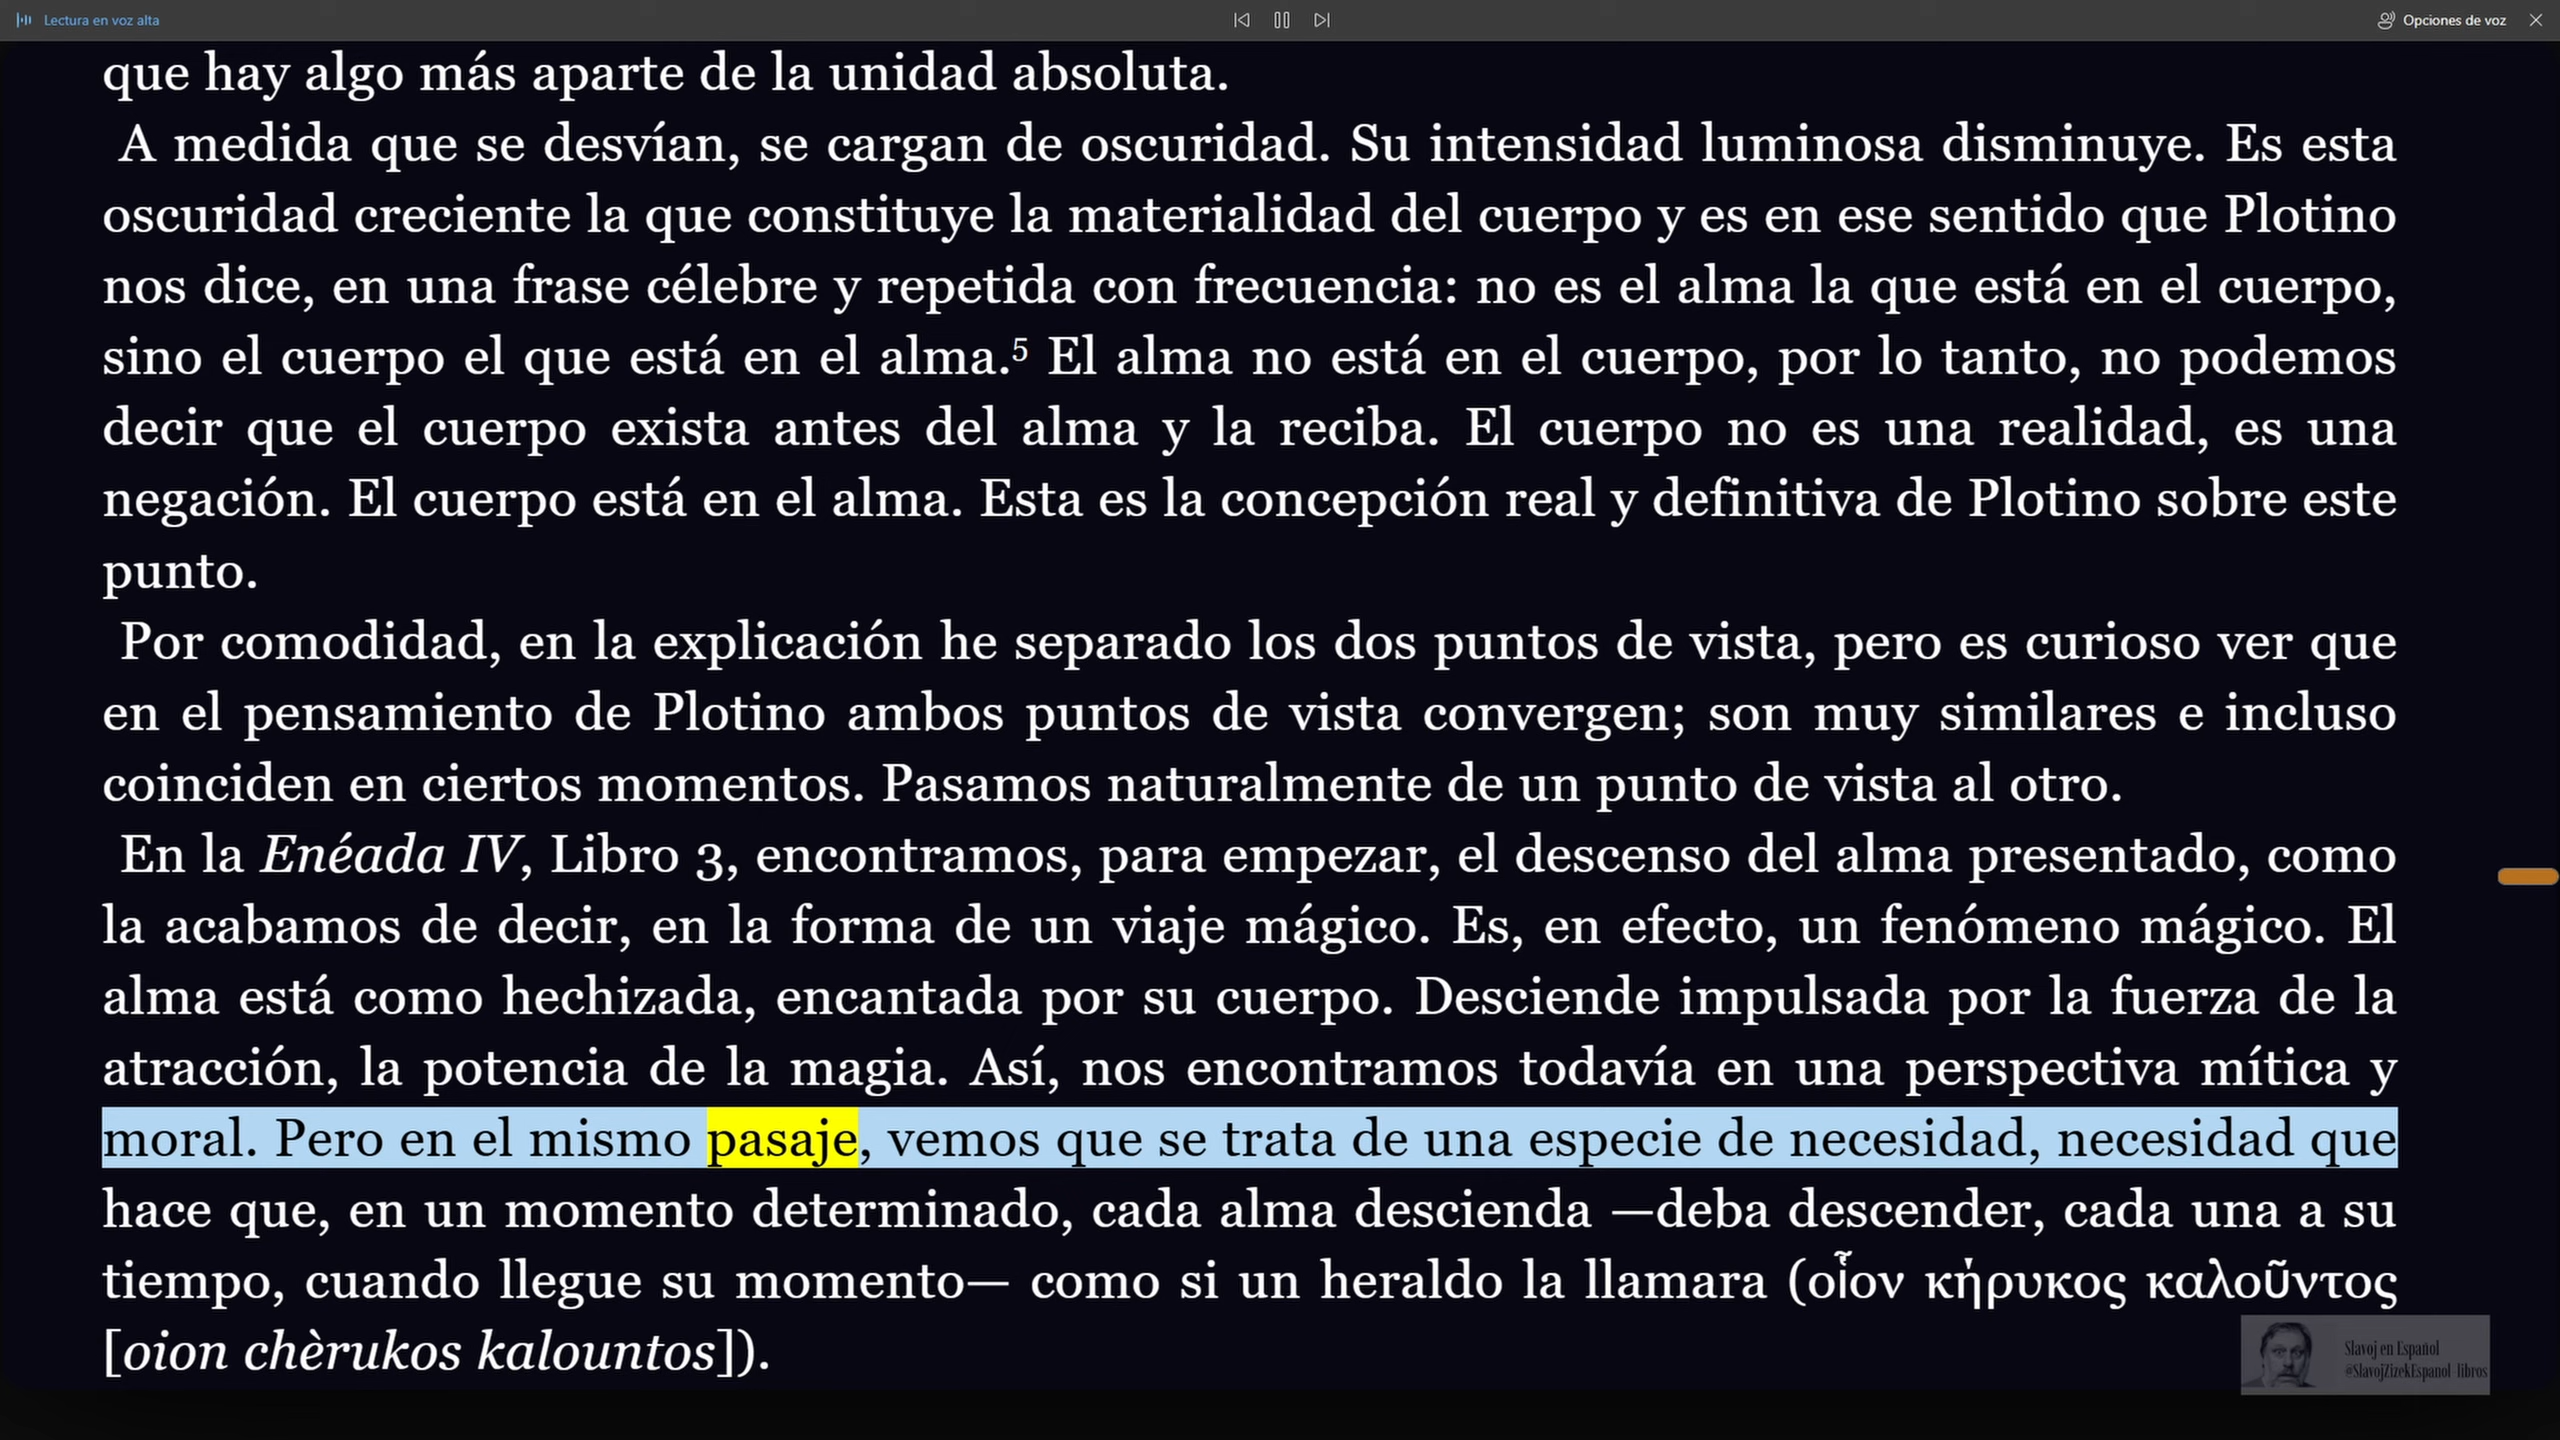 Lectura en voz alta
Opciones de voz
que hay algo más aparte de la unidad absoluta.
A medida que se desvían, se cargan de oscuridad. Su intensidad luminosa disminuye. Es esta
oscuridad creciente la que constituye la materialidad del cuerpo y es en ese sentido que Plotino
nos dice, en una frase célebre y repetida con frecuencia: no es el alma la que está en el cuerpo,
sino el cuerpo el que está en el alma.⁵ El alma no está en el cuerpo, por lo tanto, no podemos
decir que el cuerpo exista antes del alma y la reciba. El cuerpo no es una realidad, es una
negación. El cuerpo está en el alma. Esta es la concepción real y definitiva de Plotino sobre este
punto.
Por comodidad, en la explicación he separado los dos puntos de vista, pero es curioso ver que
en el pensamiento de Plotino ambos puntos de vista convergen; son muy similares e incluso
coinciden en ciertos momentos. Pasamos naturalmente de un punto de vista al otro.
En la Enéada IV, Libro 3, encontramos, para empezar, el descenso del alma presentado, como
la acabamos de decir, en la forma de un viaje mágico. Es, en efecto, un fenómeno mágico. El
alma está como hechizada, encantada por su cuerpo. Desciende impulsada por la fuerza de la
atracción, la potencia de la magia. Así, nos encontramos todavía en una perspectiva mítica y
moral. Pero en el mismo pasaje, vemos que se trata de una especie de necesidad, necesidad que
hace que, en un momento determinado, cada alma descienda —deba descender, cada una a su
tiempo, cuando llegue su momento— como si un heraldo la llamara (οἷον κήρυκος καλοῦντος
[oion chèrukos kalountos]).
Slavoj en Español
@SlavojZizekEspanol libros